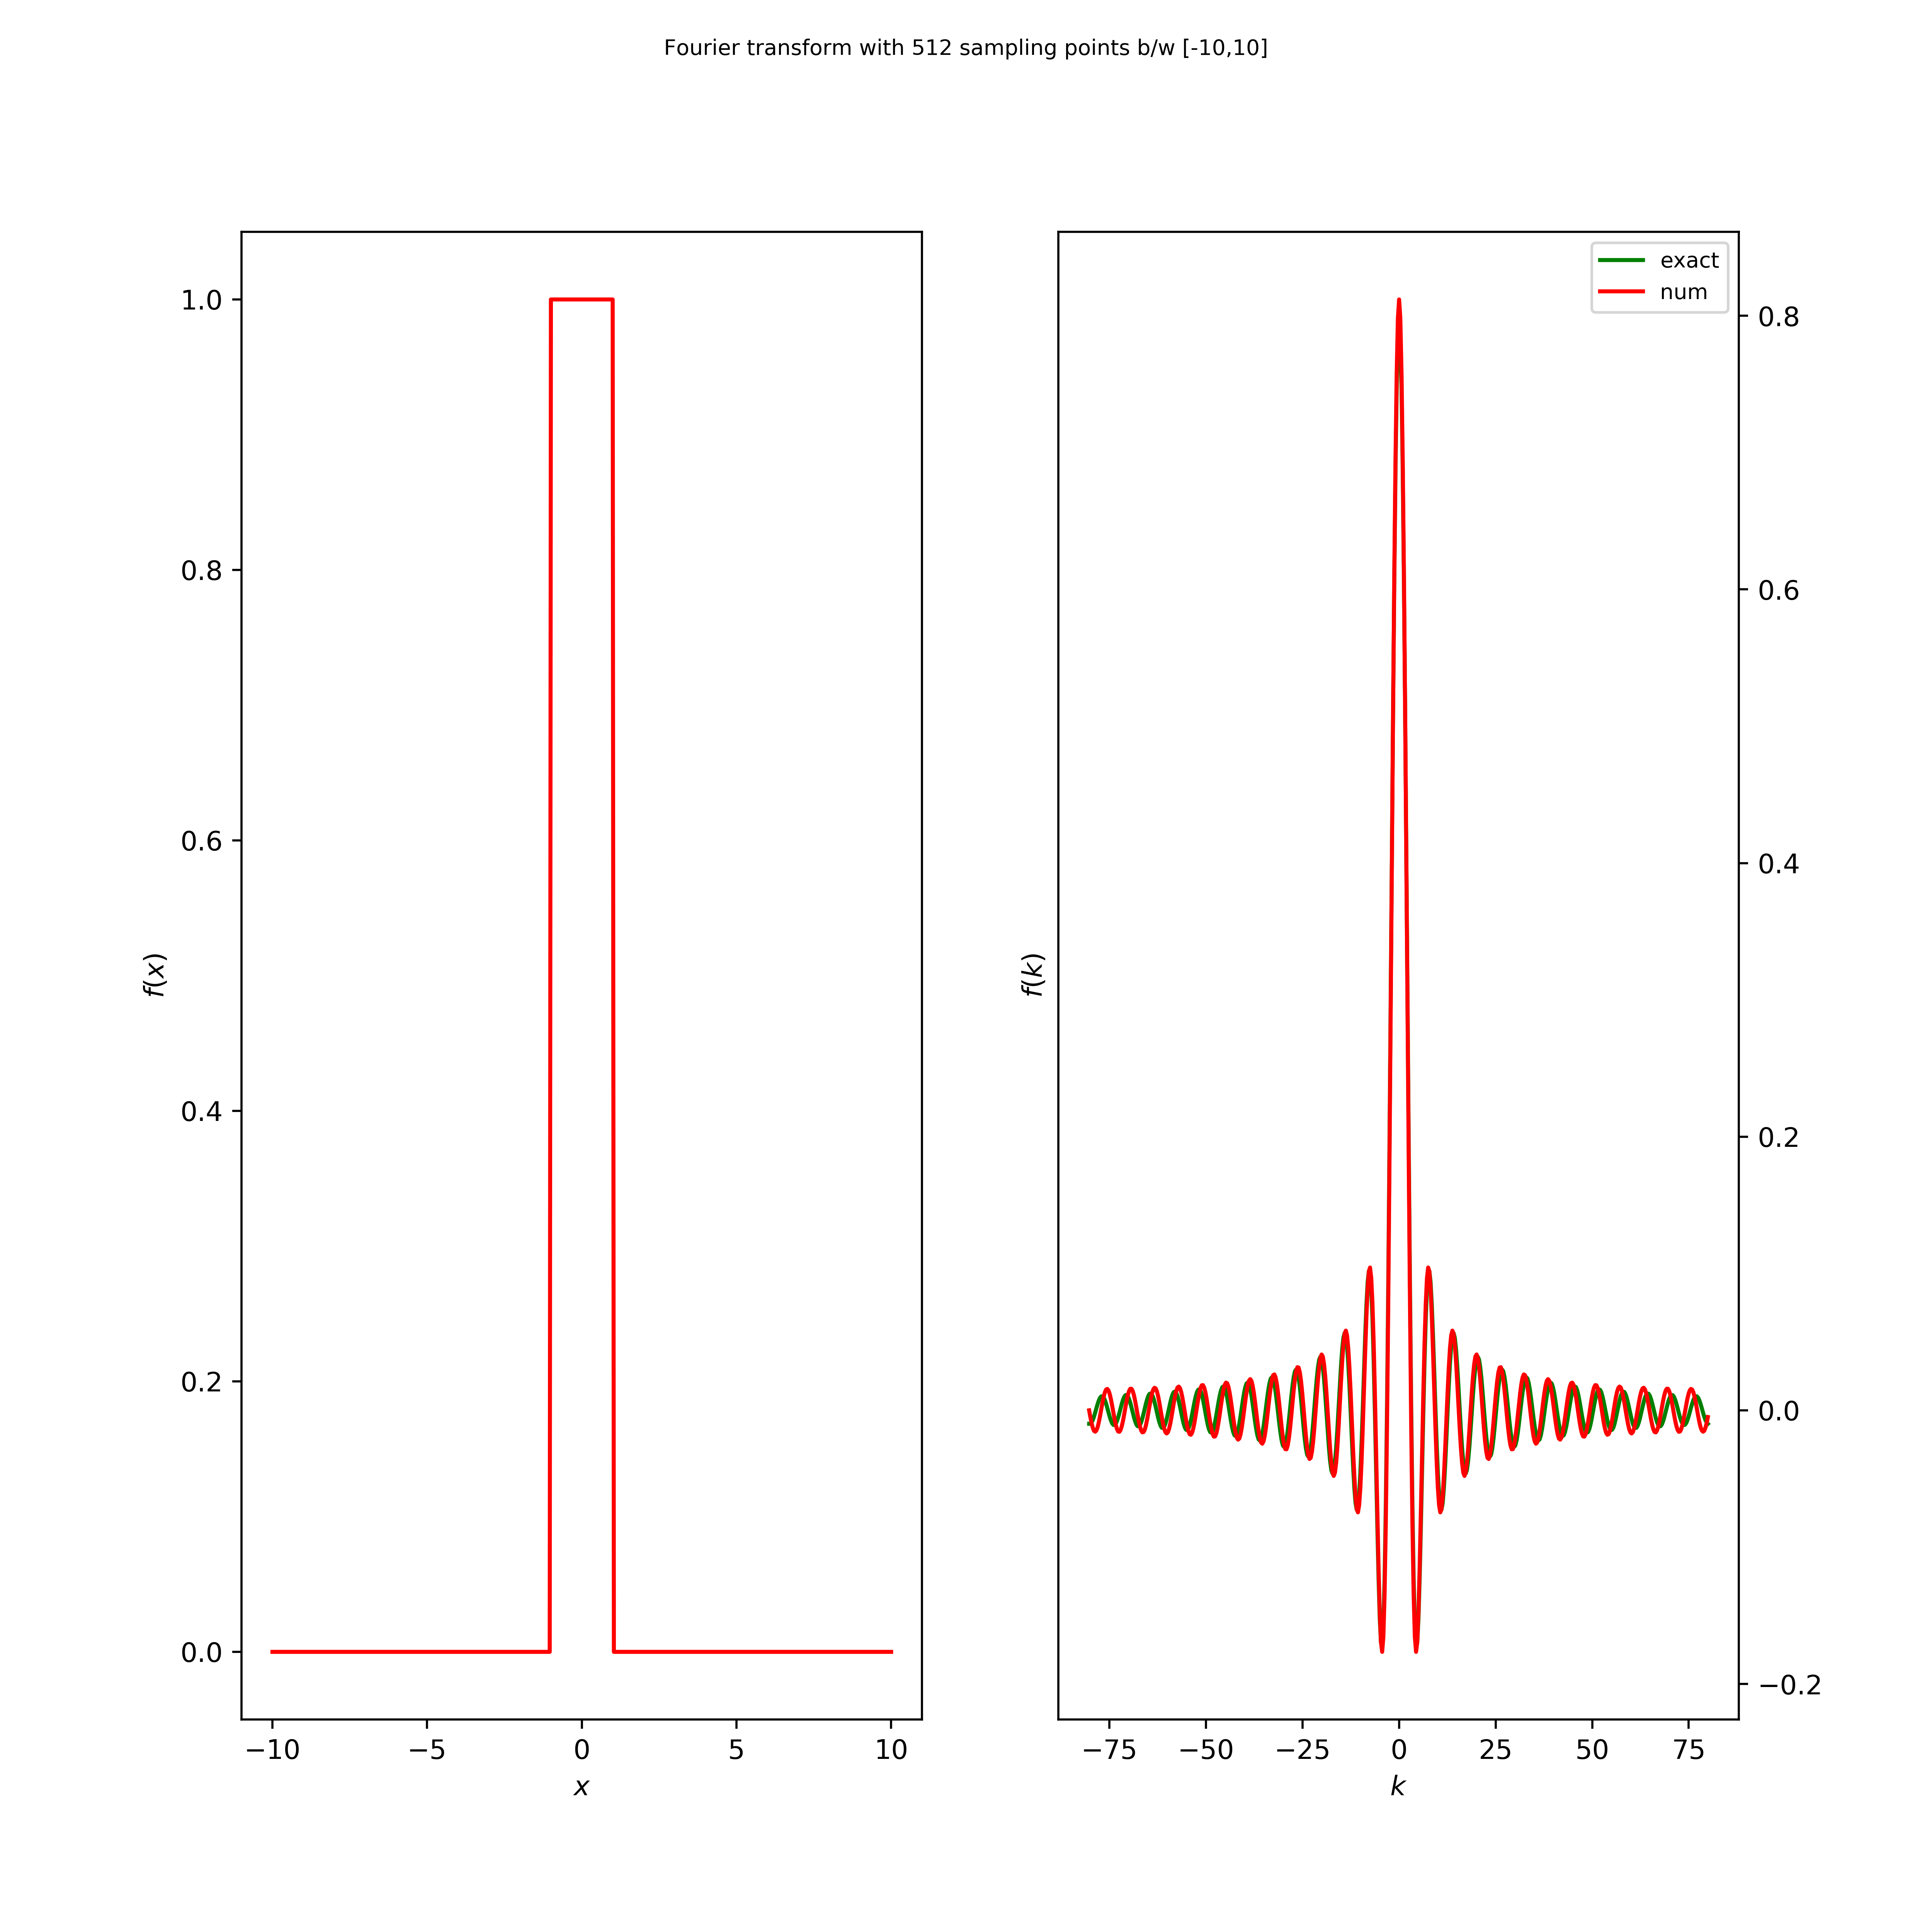 Fourier transform with 512 sampling points b/w [-10,10]
f(x)
1.0
0.8
0.6
0.4
0.2
0.0
−10 −5 0 5 10
x
f(k)
exact
num
0.8
0.6
0.4
0.2
0.0
−0.2
−75 −50 −25 0 25 50 75
k